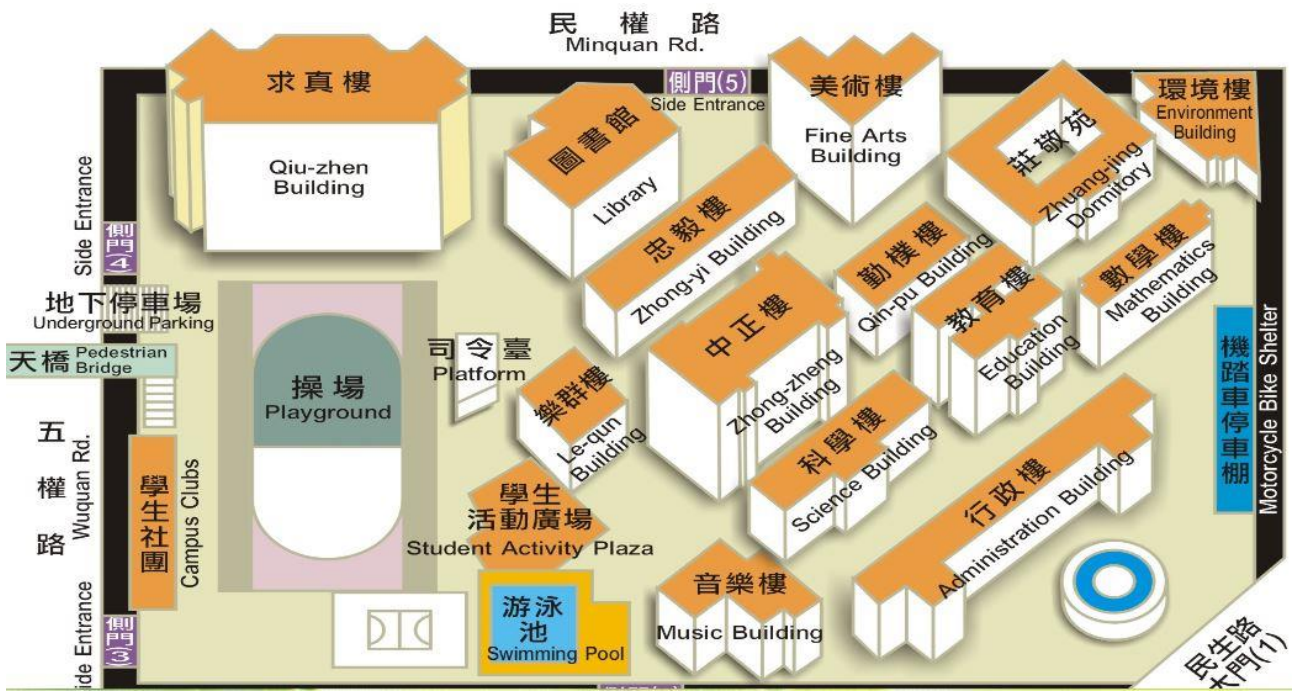 民權路
Minquan Rd.
求真樓
Qiu-zhen
Building
圖書館
Library
側門(5)
Side Entrance
美術樓
Fine Arts
Building
莊敬苑
Zhuang-jing
Dormitory
環境樓
Environment
Building
忠毅樓
Zhong-yi Building
勤樸樓
Qin-pu Building
數學樓
Mathematics
Building
側門(4)
Side Entrance
地下停車場
Underground Parking
天橋
Pedestrian
Bridge
操場
Playground
司令臺
Platform
中正樓
Zhong-zheng
Building
教育樓
Education
Building
機踏車停車棚
Motorcycle Bike Shelter
樂群樓
Le-qun
Building
科學樓
Science Building
行政樓
Administration Building
五權路
Wuquan Rd.
學生社團
Campus Clubs
學生
活動廣場
Student Activity Plaza
音樂樓
Music Building
游泳
池
Swimming Pool
側門(3)
ide Entrance
民生路
大門(1)